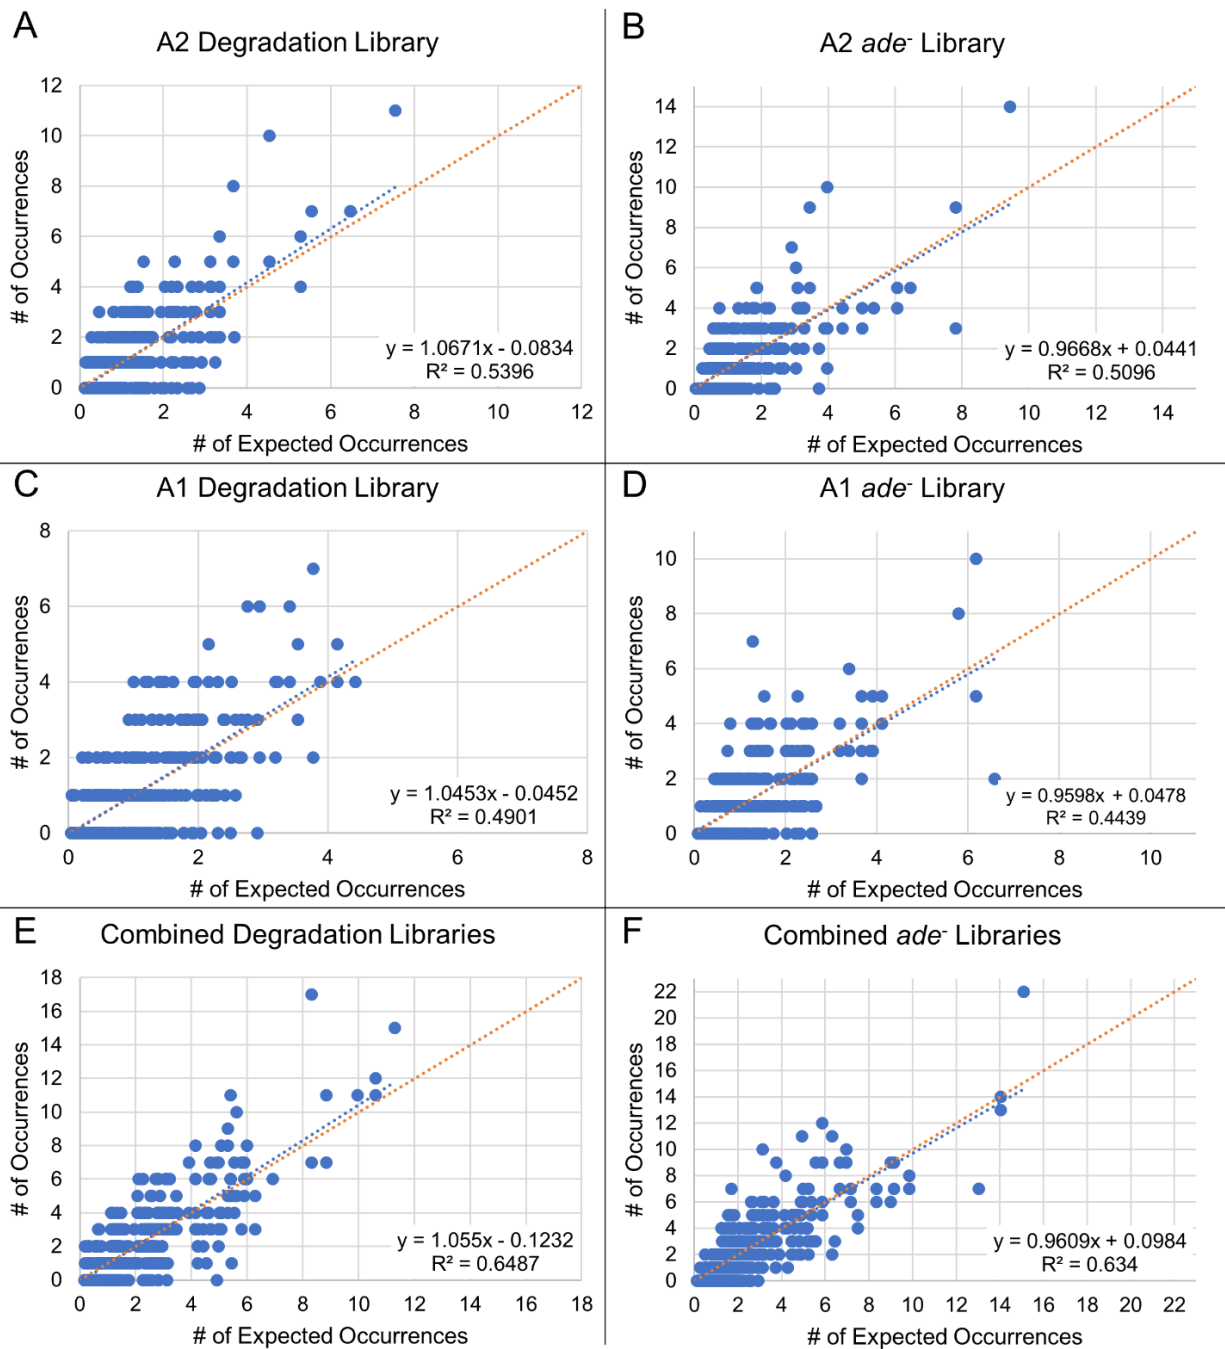 A
A2 Degradation Library
12
10
8
6
4
2
0
# of Occurrences
y = 1.0671x - 0.0834
R² = 0.5396
0 2 4 6 8 10 12
# of Expected Occurrences
B
A2 ade- Library
14
12
10
8
6
4
2
0
# of Occurrences
y = 0.9668x + 0.0441
R² = 0.5096
0 2 4 6 8 10 12 14
# of Expected Occurrences
C
A1 Degradation Library
8
6
4
2
0
# of Occurrences
y = 1.0453x - 0.0452
R² = 0.4901
0 2 4 6 8
# of Expected Occurrences
D
A1 ade- Library
10
8
6
4
2
0
# of Occurrences
y = 0.9598x + 0.0478
R² = 0.4439
0 2 4 6 8 10
# of Expected Occurrences
E
Combined Degradation Libraries
18
16
14
12
10
8
6
4
2
0
# of Occurrences
y = 1.055x - 0.1232
R² = 0.6487
0 2 4 6 8 10 12 14 16 18
# of Expected Occurrences
F
Combined ade- Libraries
22
20
18
16
14
12
10
8
6
4
2
0
# of Occurrences
y = 0.9609x + 0.0984
R² = 0.634
0 2 4 6 8 10 12 14 16 18 20 22
# of Expected Occurrences